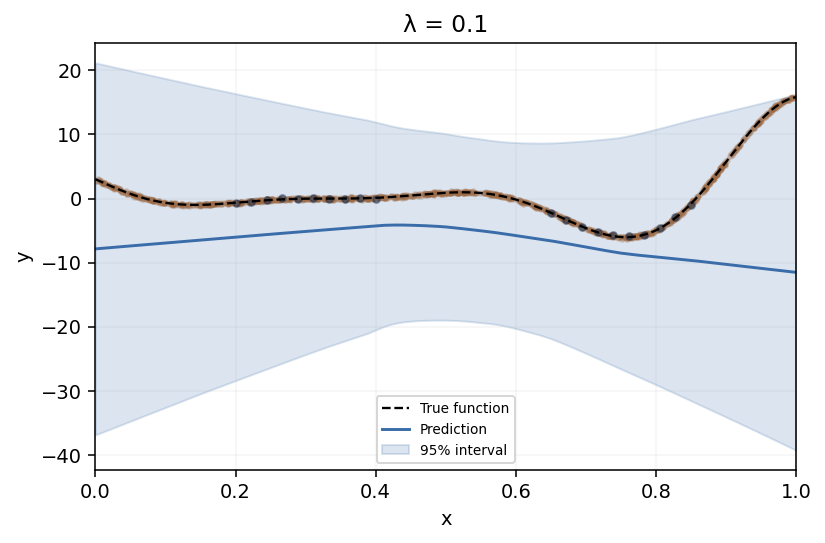 λ = 0.1
y
20
10
0
−10
−20
−30
−40
True function
Prediction
95% interval
0.0 0.2 0.4 0.6 0.8 1.0
x